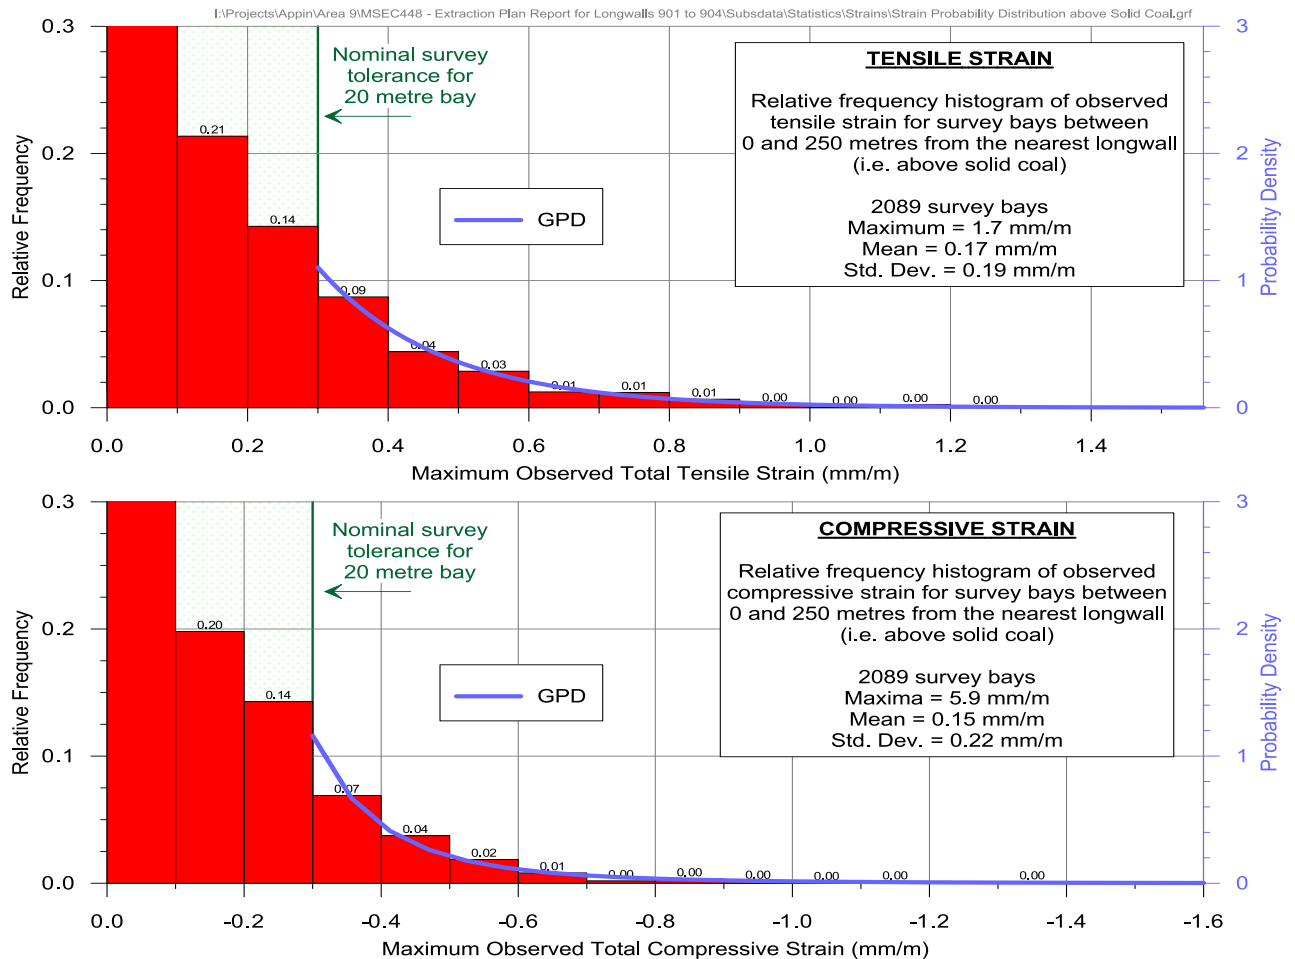 I:\Projects\Appin\Area 9\MSEC448 - Extraction Plan Report for Longwalls 901 to 904\Subsdata\Statistics\Strains\Strain Probability Distribution above Solid Coal.grf
0.3
0.2
0.1
0.0
Relative Frequency
3
2
1
0
Probability Density
Nominal survey
tolerance for
20 metre bay
GPD
TENSILE STRAIN
Relative frequency histogram of observed
tensile strain for survey bays between
0 and 250 metres from the nearest longwall
(i.e. above solid coal)
2089 survey bays
Maximum = 1.7 mm/m
Mean = 0.17 mm/m
Std. Dev. = 0.19 mm/m
0.21
0.14
0.09
0.04
0.03
0.01
0.01
0.01
0.00
0.00
0.00
0.00
0.0 0.2 0.4 0.6 0.8 1.0 1.2 1.4
Maximum Observed Total Tensile Strain (mm/m)
0.3
0.2
0.1
0.0
Relative Frequency
3
2
1
0
Probability Density
Nominal survey
tolerance for
20 metre bay
GPD
COMPRESSIVE STRAIN
Relative frequency histogram of observed
compressive strain for survey bays between
0 and 250 metres from the nearest longwall
(i.e. above solid coal)
2089 survey bays
Maxima = 5.9 mm/m
Mean = 0.15 mm/m
Std. Dev. = 0.22 mm/m
0.20
0.14
0.07
0.04
0.02
0.01
0.00
0.00
0.00
0.00
0.00
0.00
0.0 -0.2 -0.4 -0.6 -0.8 -1.0 -1.2 -1.4 -1.6
Maximum Observed Total Compressive Strain (mm/m)